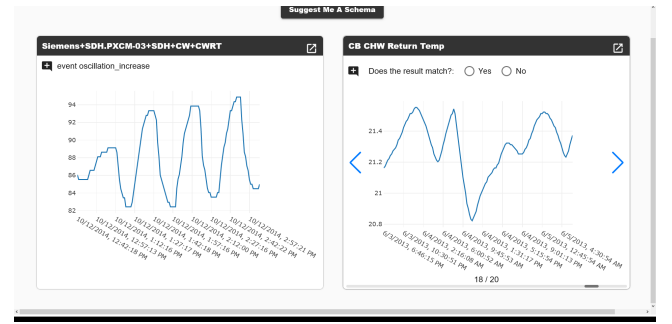 Suggest Me A Schema
Siemens+SDH.PXCM-03+SDH+CW+CWRT
event oscillation_increase
94
92
90
88
86
84
82
10/12/2014, 12:42:18 PM
10/12/2014, 12:57:13 PM
10/12/2014, 1:12:16 PM
10/12/2014, 1:27:17 PM
10/12/2014, 1:42:18 PM
10/12/2014, 1:57:16 PM
10/12/2014, 2:12:00 PM
10/12/2014, 2:27:16 PM
10/12/2014, 2:42:22 PM
10/12/2014, 2:57:21 PM
CB CHW Return Temp
Does the result match?: Yes No
21.4
21.2
21
20.8
6/3/2013, 6:46:15 PM
6/3/2013, 10:30:51 PM
6/4/2013, 2:16:08 AM
6/4/2013, 6:00:52 AM
6/4/2013, 9:45:53 AM
6/4/2013, 1:31:17 PM
6/4/2013, 5:15:54 PM
6/4/2013, 9:01:13 PM
6/5/2013, 12:45:54 AM
6/5/2013, 4:30:54 AM
18 / 20